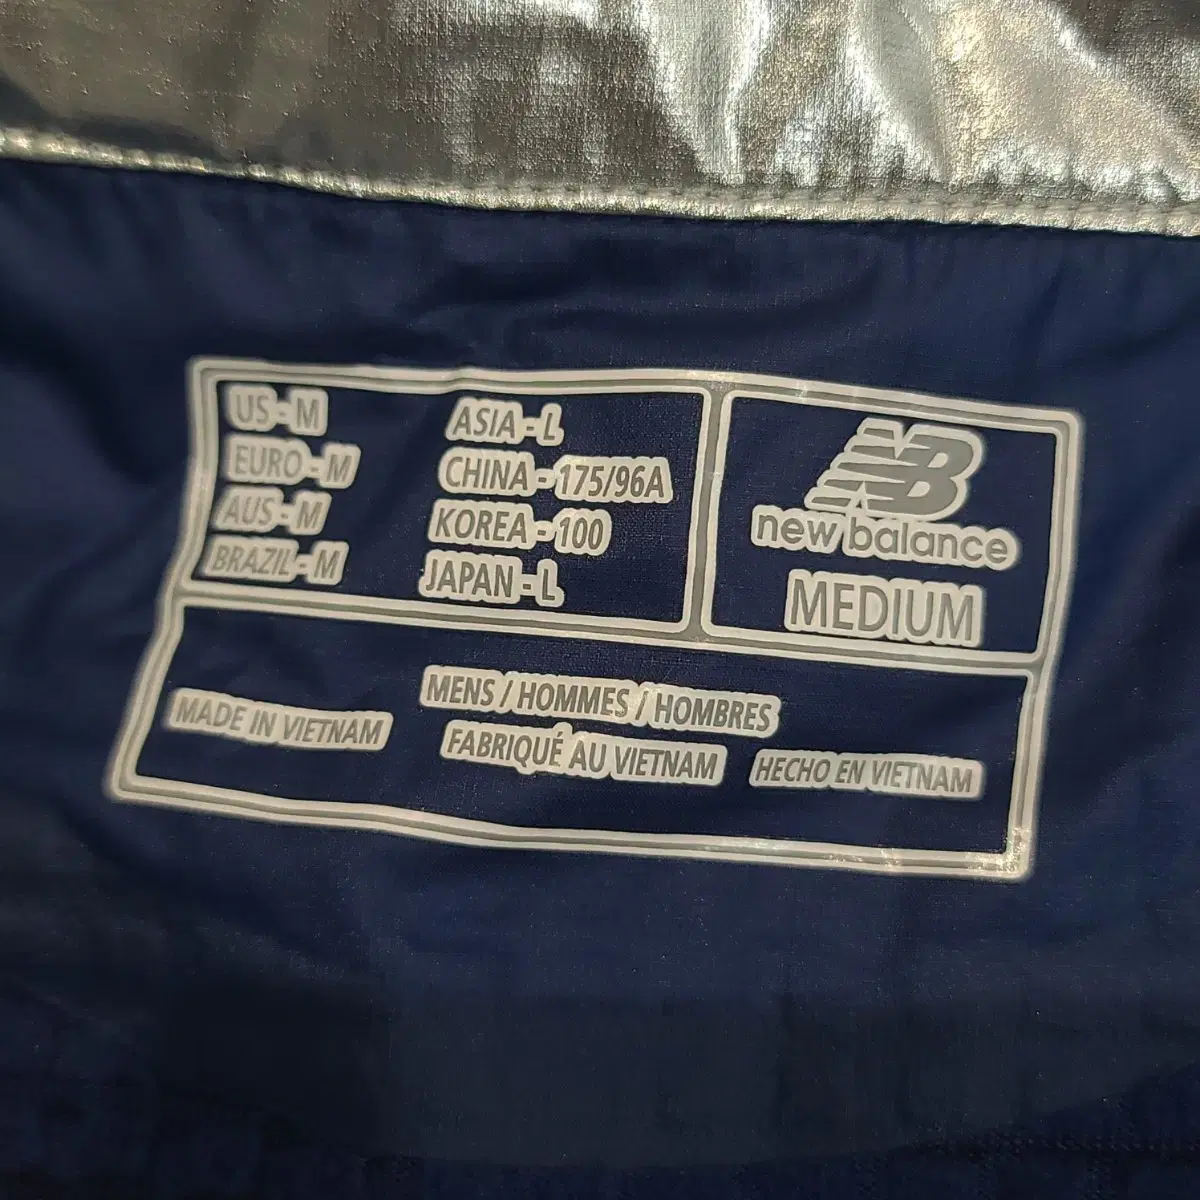 US - M
EURO - M
AUS - M
BRAZIL - M
ASIA - L
CHINA - 175/96A
KOREA - 100
JAPAN - L
NB
new balance
MEDIUM
MENS / HOMMES / HOMBRES
MADE IN VIETNAM
FABRIQUÉ AU VIETNAM
HECHO EN VIETNAM